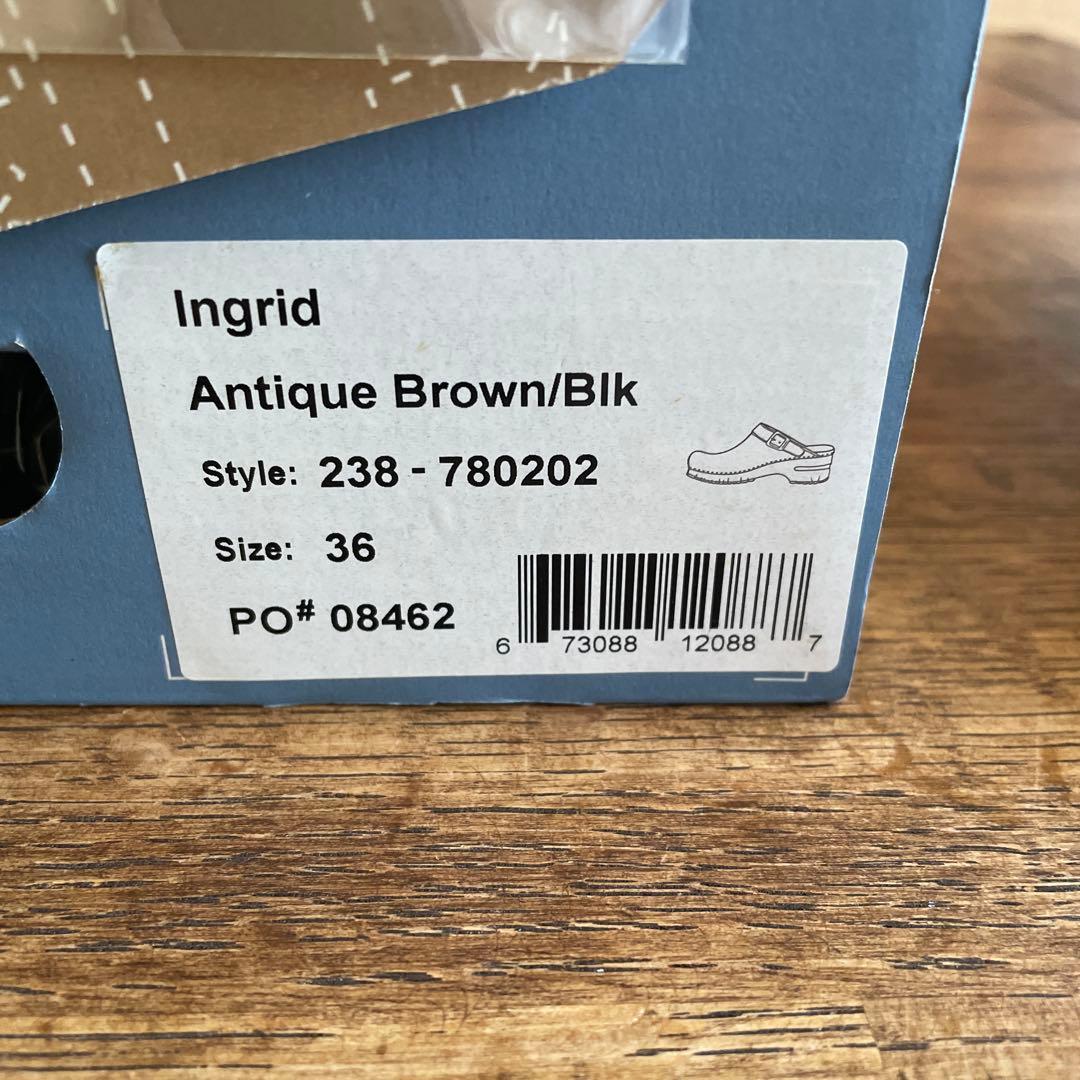 Ingrid
Antique Brown/Blk
Style: 238 - 780202
Size: 36
PO# 08462
6 73088 12088 7